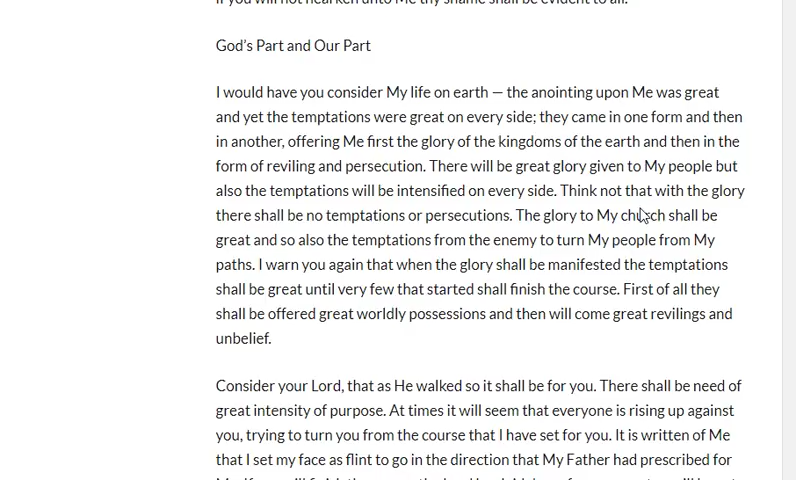 God's Part and Our Part
I would have you consider My life on earth — the anointing upon Me was great
and yet the temptations were great on every side; they came in one form and then
in another, offering Me first the glory of the kingdoms of the earth and then in the
form of reviling and persecution. There will be great glory given to My people but
also the temptations will be intensified on every side. Think not that with the glory
there shall be no temptations or persecutions. The glory to My church shall be
great and so also the temptations from the enemy to turn My people from My
paths. I warn you again that when the glory shall be manifested the temptations
shall be great until very few that started shall finish the course. First of all they
shall be offered great worldly possessions and then will come great revilings and
unbelief.
Consider your Lord, that as He walked so it shall be for you. There shall be need of
great intensity of purpose. At times it will seem that everyone is rising up against
you, trying to turn you from the course that I have set for you. It is written of Me
that I set my face as flint to go in the direction that My Father had prescribed for